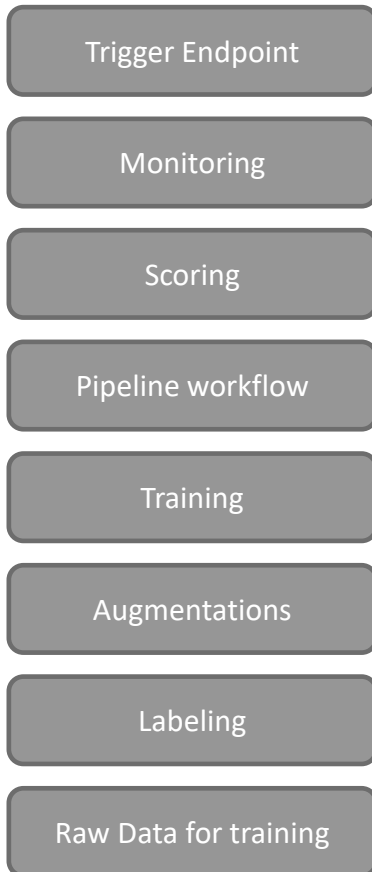 Trigger Endpoint
Monitoring
Scoring
Pipeline workflow
Training
Augmentations
Labeling
Raw Data for training